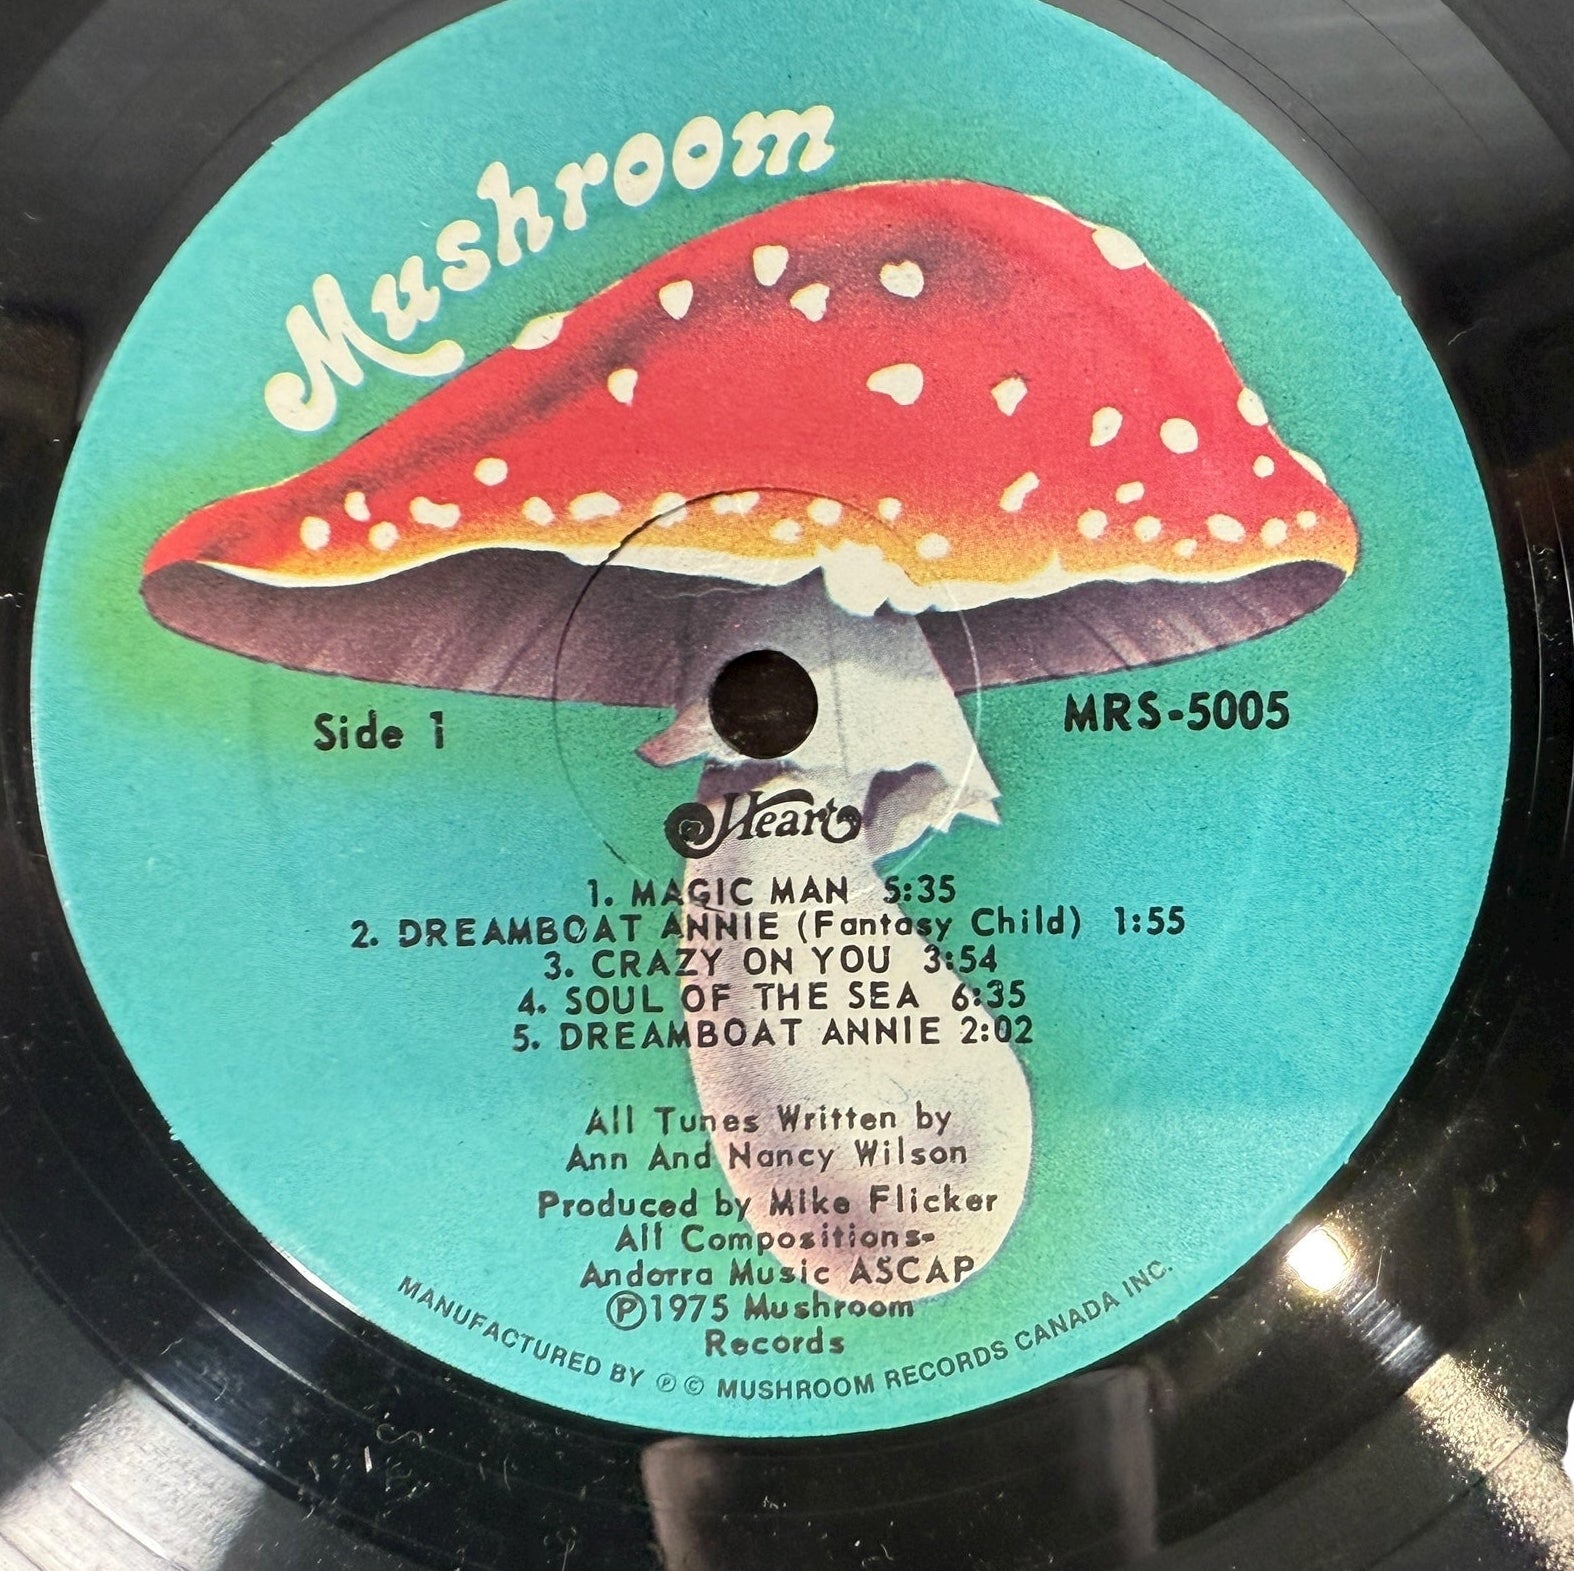 Mushroom
Side 1
MRS-5005
Heart
1. MAGIC MAN 5:35
2. DREAMBOAT ANNIE (Fantasy Child) 1:55
3. CRAZY ON YOU 3:54
4. SOUL OF THE SEA 6:35
5. DREAMBOAT ANNIE 2:02
All Tunes Written by
Ann And Nancy Wilson
Produced by Mike Flicker
All Compositions-
Andorra Music ASCAP
Ⓟ1975 Mushroom
Records
MANUFACTURED BY Ⓟ © MUSHROOM RECORDS CANADA INC.